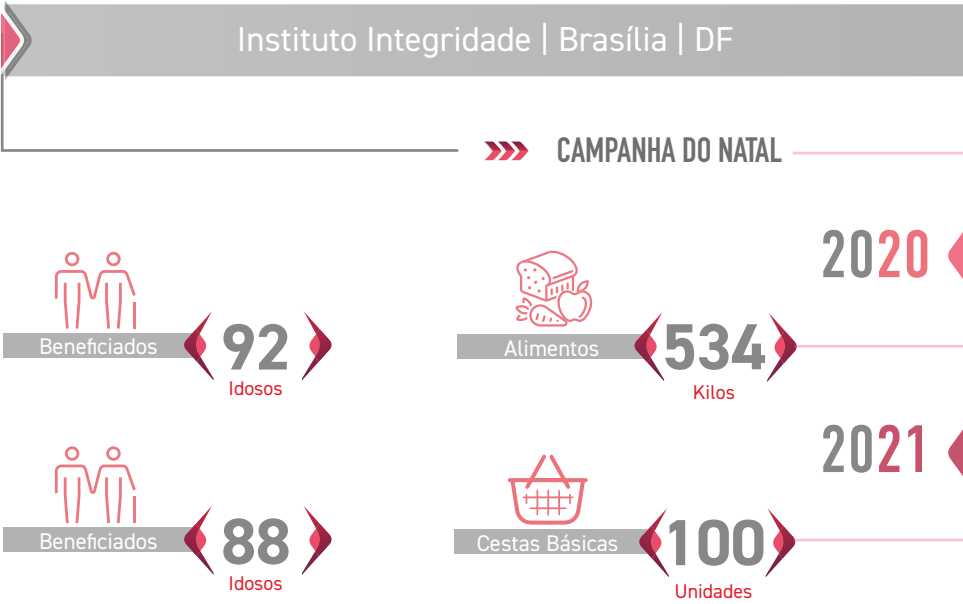 Instituto Integridade | Brasília | DF
CAMPANHA DO NATAL
2020
Beneficiados
92
Idosos
Alimentos
534
Kilos
2021
Beneficiados
88
Idosos
Cestas Básicas
100
Unidades